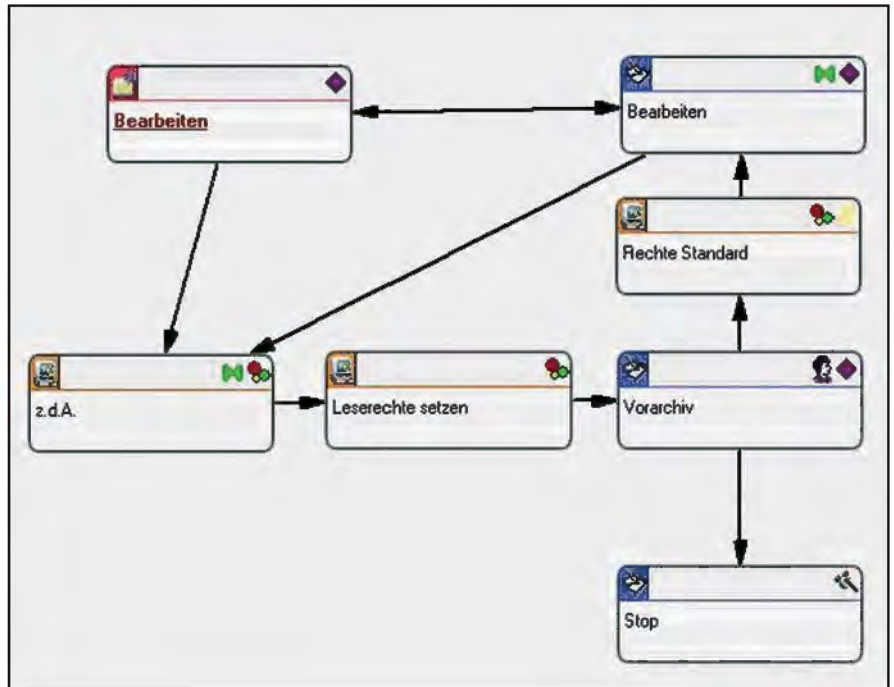 Bearbeiten
Bearbeiten
Rechte Standard
z.d.A.
Leserechte setzen
Vorarchiv
Stop